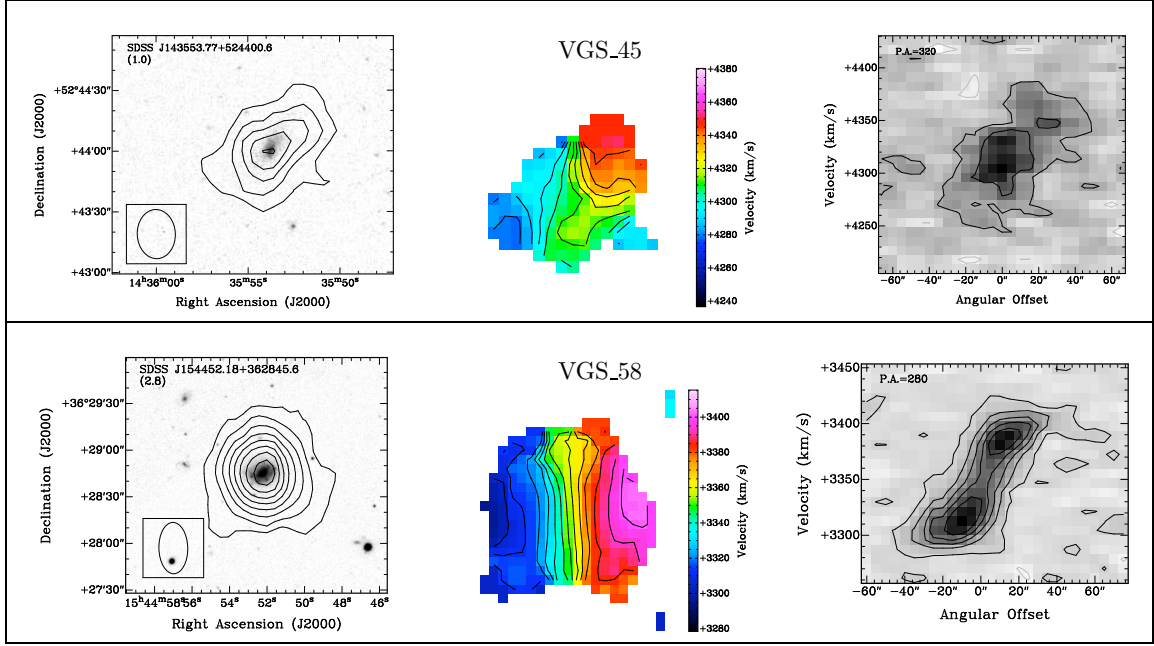 VGS_45
SDSS J143553.77+524400.6
(1.0)
Declination (J2000)
+52°44'30"
+44'00"
+43'30"
+43'00"
14ʰ36ᵐ00ˢ
35ᵐ55ˢ
35ᵐ50ˢ
Right Ascension (J2000)
+4380
+4360
+4340
+4320
+4300
+4280
+4260
+4240
Velocity (km/s)
P.A.=320
Velocity (km/s)
+4400
+4350
+4300
+4250
-60" -40" -20" 0" 20" 40" 60"
Angular Offset
VGS_58
SDSS J154452.18+362845.6
(2.8)
Declination (J2000)
+36°29'30"
+29'00"
+28'30"
+28'00"
+27'30"
15ʰ44ᵐ58ˢ56ˢ 54ˢ 52ˢ 50ˢ 48ˢ 46ˢ
Right Ascension (J2000)
+3400
+3380
+3360
+3340
+3320
+3300
+3280
Velocity (km/s)
P.A.=280
Velocity (km/s)
+3450
+3400
+3350
+3300
-60" -40" -20" 0" 20" 40" 60"
Angular Offset